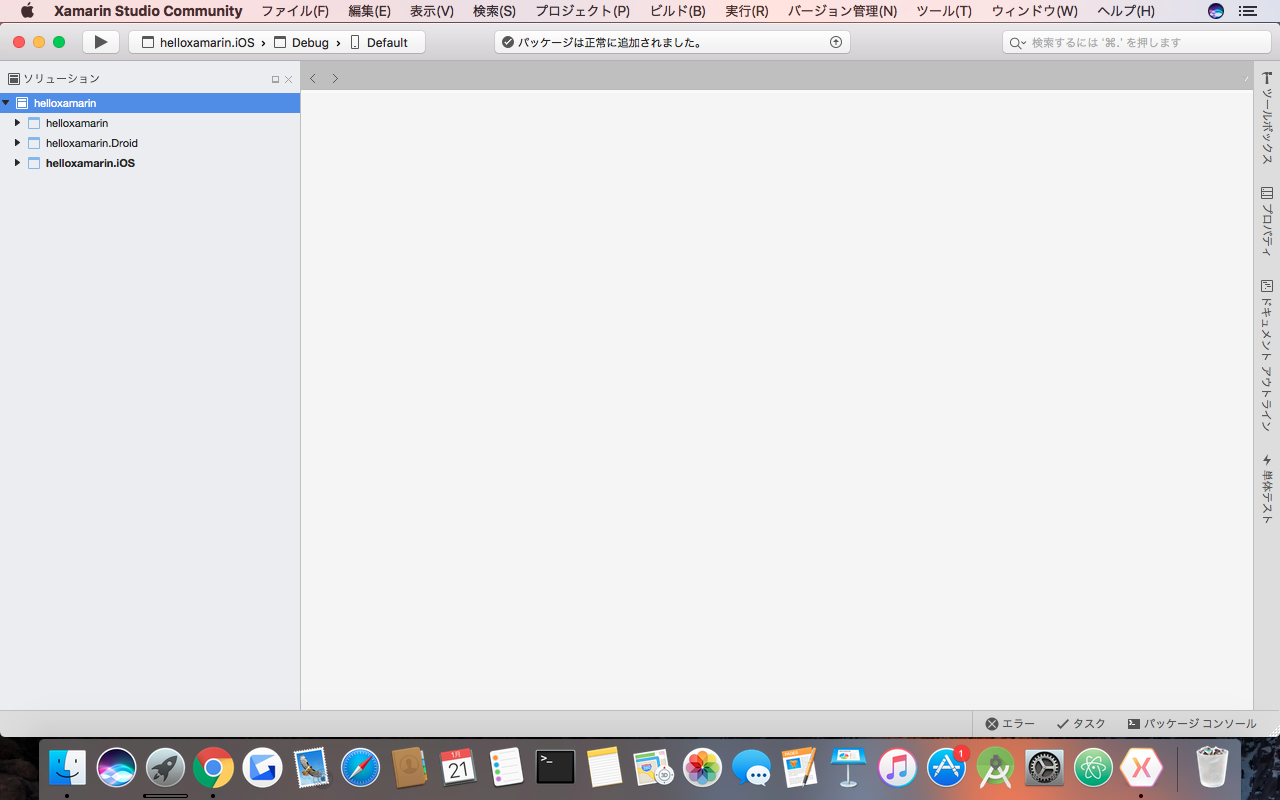 Xamarin Studio Community ファイル(F) 編集(E) 表示(V) 検索(S) プロジェクト(P) ビルド(B) 実行(R) バージョン管理(N) ツール(T) ウィンドウ(W) ヘルプ(H)
helloxamarin.iOS › Debug › Default
パッケージは正常に追加されました。
検索するには '⌘.' を押します
ソリューション
helloxamarin
helloxamarin
helloxamarin.Droid
helloxamarin.iOS
ツールボックス
プロパティ
ドキュメント アウトライン
単体テスト
エラー タスク パッケージ コンソール
1月
21
>_
30
1